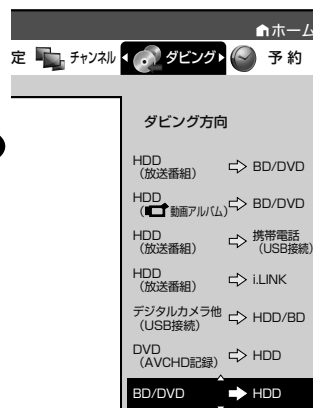 ホーム
定 チャンネル ダビング 予約
ダビング方向
HDD
（放送番組） ⇨ BD/DVD
HDD
（動画アルバム） ⇨ BD/DVD
HDD
（放送番組） ⇨ 携帯電話
（USB接続）
HDD
（放送番組） ⇨ i.LINK
デジタルカメラ他
（USB接続） ⇨ HDD/BD
DVD
（AVCHD記録） ⇨ HDD
BD/DVD ➡ HDD